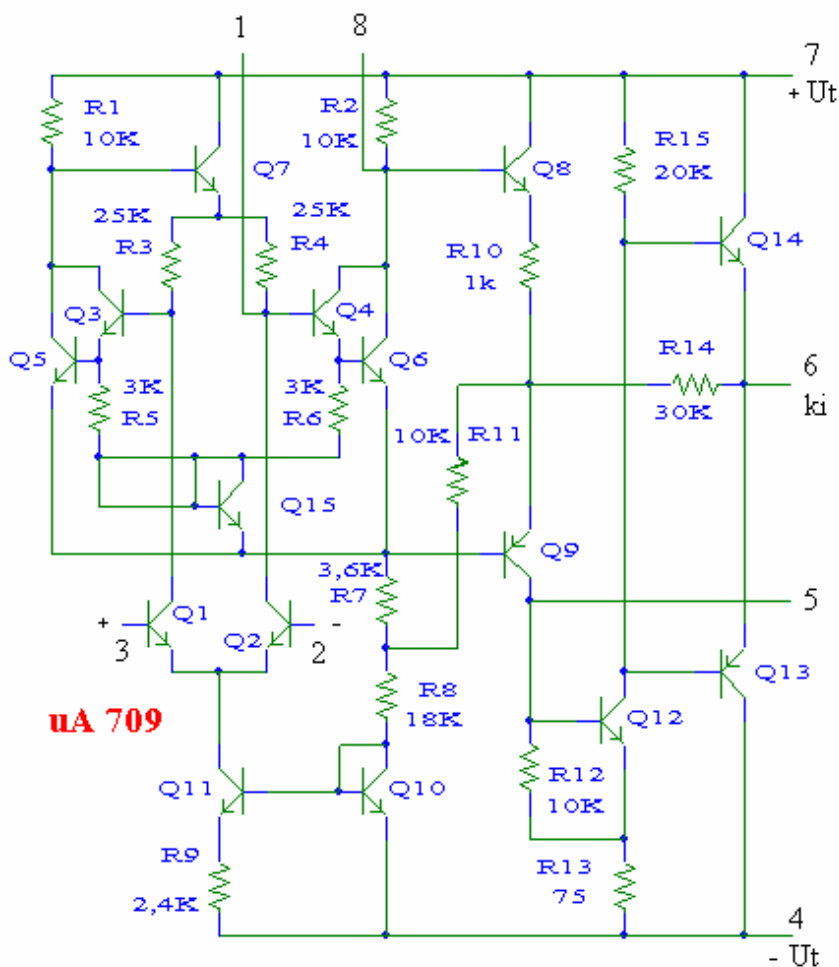 1
8
7
+ Ut
R1
10K
R2
10K
R15
20K
Q7
Q8
25K
25K
R3
R4
R10
1k
Q14
Q3
Q4
Q5
Q6
R14
30K
6
ki
3K
R5
3K
R6
10K
R11
Q15
Q9
3,6K
R7
5
+
3
Q1
Q2
-
2
Q13
R8
18K
Q12
uA 709
Q11
Q10
R12
10K
R9
2,4K
R13
75
4
- Ut